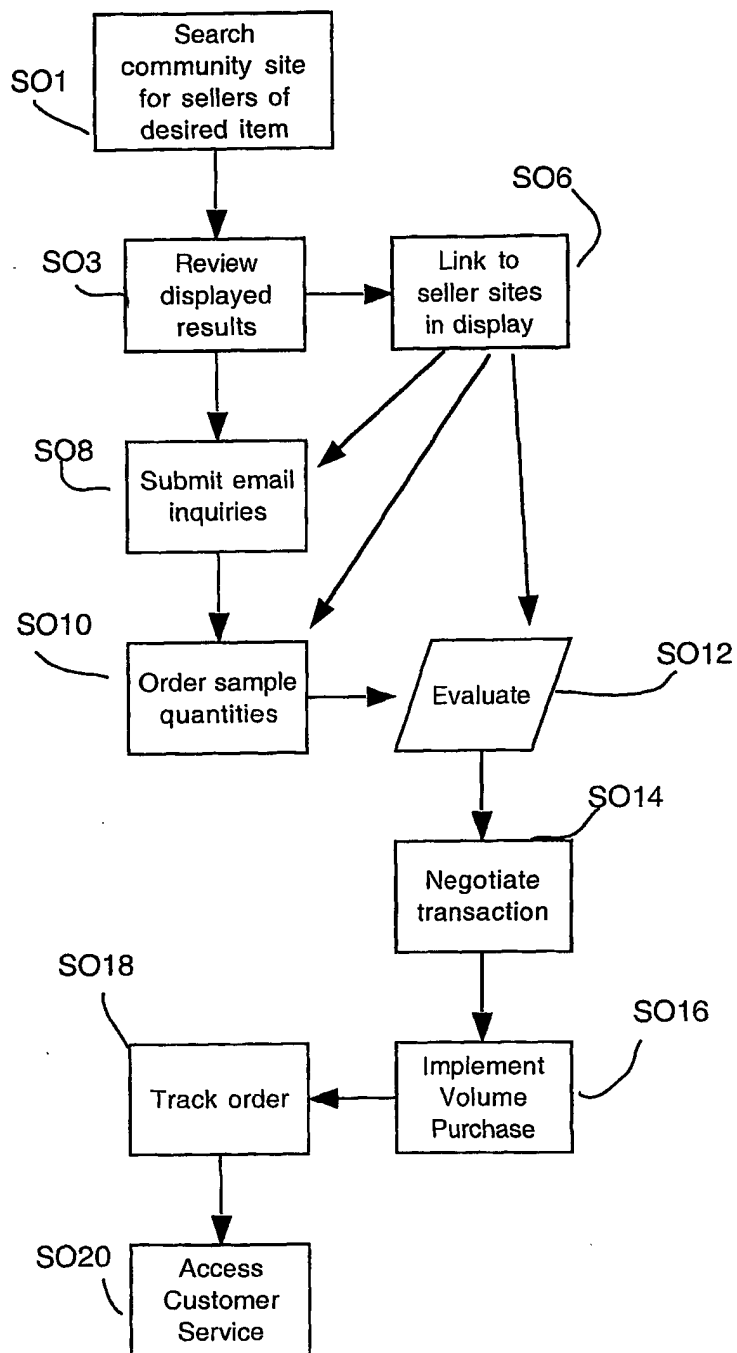 SO1
Search
community site
for sellers of
desired item
SO6
SO3
Review
displayed
results
Link to
seller sites
in display
SO8
Submit email
inquiries
SO10
Order sample
quantities
Evaluate
SO12
SO14
Negotiate
transaction
SO18
SO16
Track order
Implement
Volume
Purchase
SO20
Access
Customer
Service